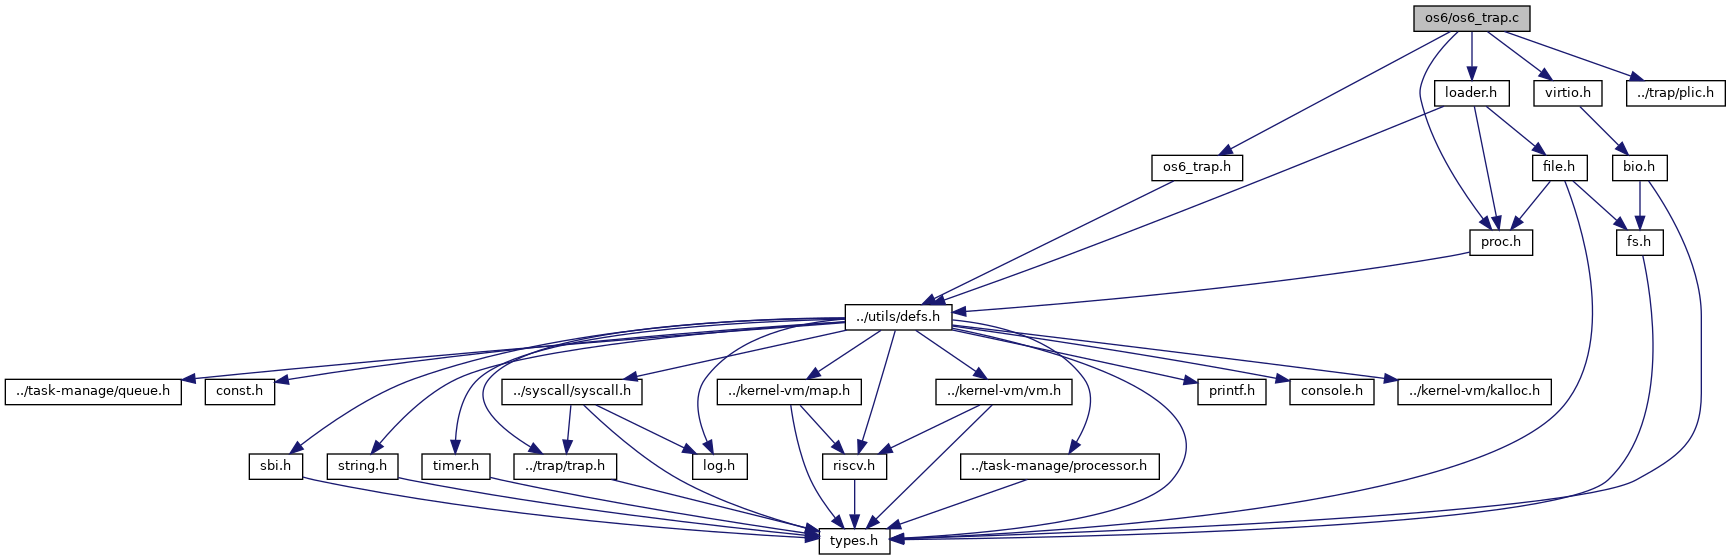 os6/os6_trap.c
loader.h
virtio.h
../trap/plic.h
os6_trap.h
file.h
bio.h
proc.h
fs.h
../utils/defs.h
../task-manage/queue.h
const.h
../syscall/syscall.h
../kernel-vm/map.h
../kernel-vm/vm.h
printf.h
console.h
../kernel-vm/kalloc.h
sbi.h
string.h
timer.h
../trap/trap.h
log.h
riscv.h
../task-manage/processor.h
types.h